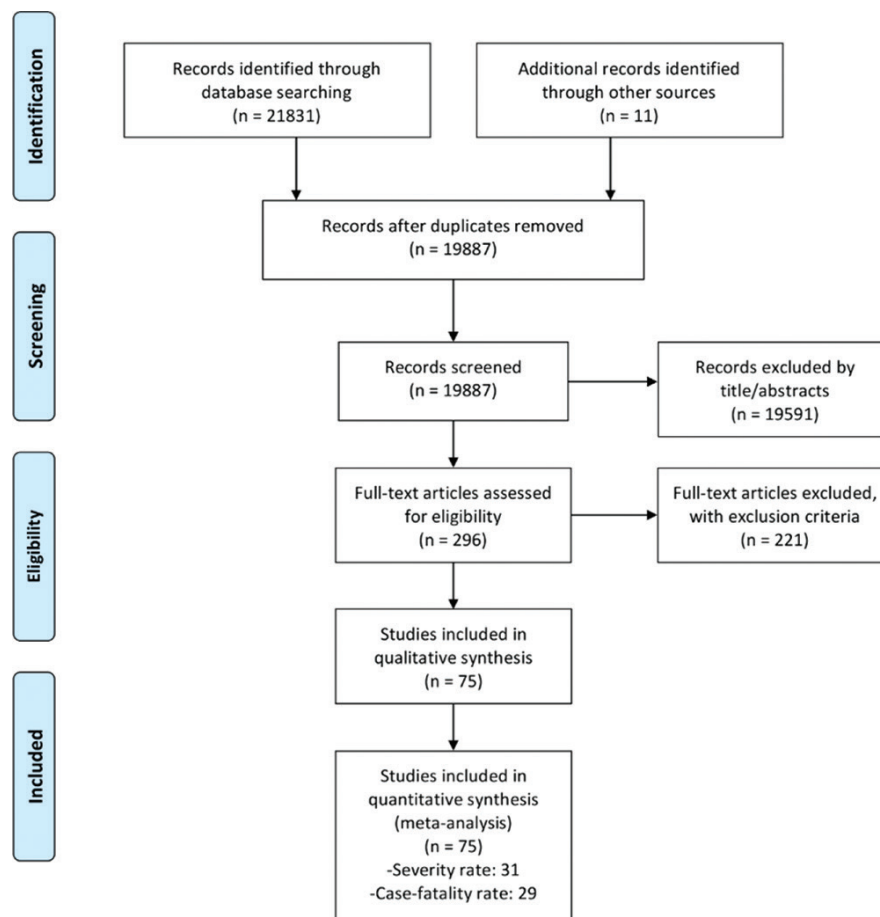 Identification
Records identified through
database searching
(n = 21831)
Additional records identified
through other sources
(n = 11)
Records after duplicates removed
(n = 19887)
Screening
Records screened
(n = 19887)
Records excluded by
title/abstracts
(n = 19591)
Eligibility
Full-text articles assessed
for eligibility
(n = 296)
Full-text articles excluded,
with exclusion criteria
(n = 221)
Studies included in
qualitative synthesis
(n = 75)
Included
Studies included in
quantitative synthesis
(meta-analysis)
(n = 75)
-Severity rate: 31
-Case-fatality rate: 29